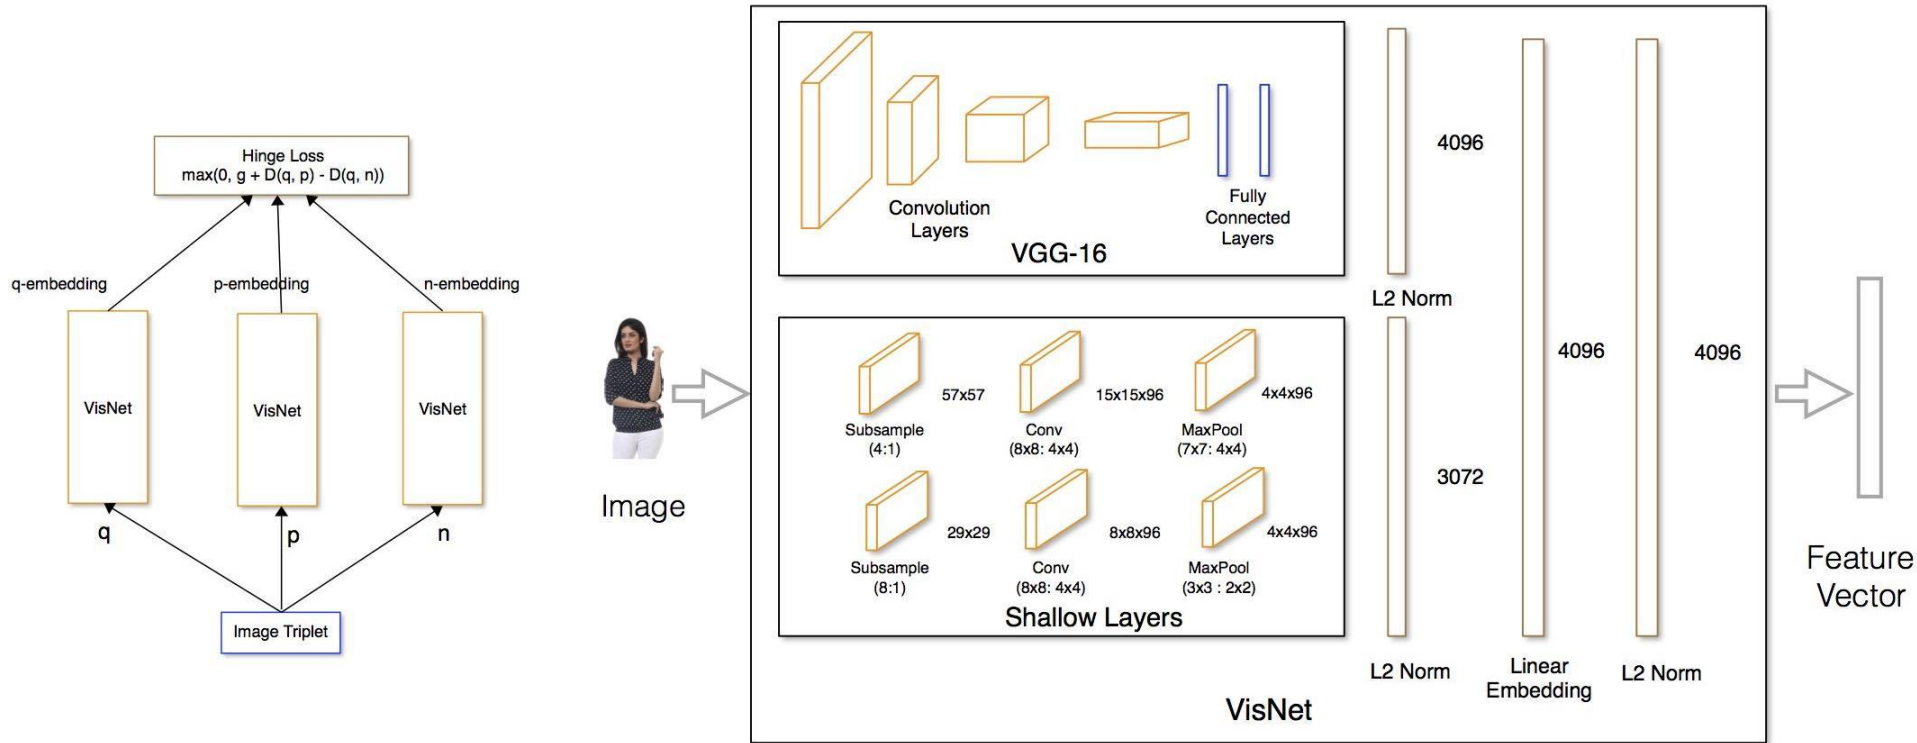 Hinge Loss
max(0, g + D(q, p) - D(q, n))
q-embedding
p-embedding
n-embedding
VisNet
VisNet
VisNet
q
p
n
Image Triplet
Image
Convolution
Layers
Fully
Connected
Layers
VGG-16
4096
L2 Norm
57x57
15x15x96
4x4x96
Subsample
(4:1)
Conv
(8x8: 4x4)
MaxPool
(7x7: 4x4)
29x29
8x8x96
4x4x96
Subsample
(8:1)
Conv
(8x8: 4x4)
MaxPool
(3x3 : 2x2)
Shallow Layers
3072
L2 Norm
4096
Linear
Embedding
4096
L2 Norm
VisNet
Feature
Vector